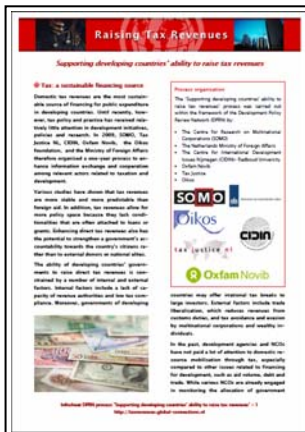 Raising Tax Revenues
Supporting developing countries' ability to raise tax revenues
Tax: a sustainable financing source
Domestic tax revenues are the most sustain-
able source of financing for public expenditure
in developing countries. Until recently, how-
ever, tax policy and practice has received rela-
tively little attention in development initiatives,
policies and research. In 2009, SOMO, Tax
Justice NL, CIDIN, Oxfam Novib, the Oikos
foundation, and the Ministry of Foreign Affairs
therefore organised a one-year process to en-
hance information exchange and cooperation
among relevant actors related to taxation and
development.
Various studies have shown that tax revenues
are more stable and more predictable than
foreign aid. In addition, tax revenues allow for
more policy space because they lack condi-
tionalities that are often attached to loans or
grants. Enhancing direct tax revenues also has
the potential to strengthen a government's ac-
countability towards the country's citizens ra-
ther than to external donors or national elites.
The ability of developing countries' govern-
ments to raise direct tax revenues is con-
strained by a number of internal and external
factors. Internal factors include a lack of ca-
pacity of revenue authorities and low tax com-
pliance. Moreover, governments of developing
Process organisation
The 'Supporting developing countries' ability to
raise tax revenues' process was carried out
within the framework of the Development Policy
Review Network (DPRN) by:
• The Centre for Research on Multinational
Corporations (SOMO)
• The Netherlands Ministry of Foreign Affairs
• The Centre for International Development
Issues Nijmegen (CIDIN)- Radboud University
• Oxfam Novib
• Tax Justice
• Oikos
SOMO
Oikos
CIDIN
tax justice nl
Oxfam Novib
countries may offer irrational tax breaks to
large investors. External factors include trade
liberalization, which reduces revenues from
customs duties, and tax avoidance and evasion
by multinational corporations and wealthy in-
dividuals.
In the past, development agencies and NGOs
have not paid a lot of attention to domestic re-
source mobilisation through tax, especially
compared to other issues related to financing
for development, such as aid volume, debt and
trade. While various NGOs are already engaged
in monitoring the allocation of government
Infosheet DPRN process "Supporting developing countries' ability to raise tax revenues" - 1
http://taxrevenues.global-connections.nl